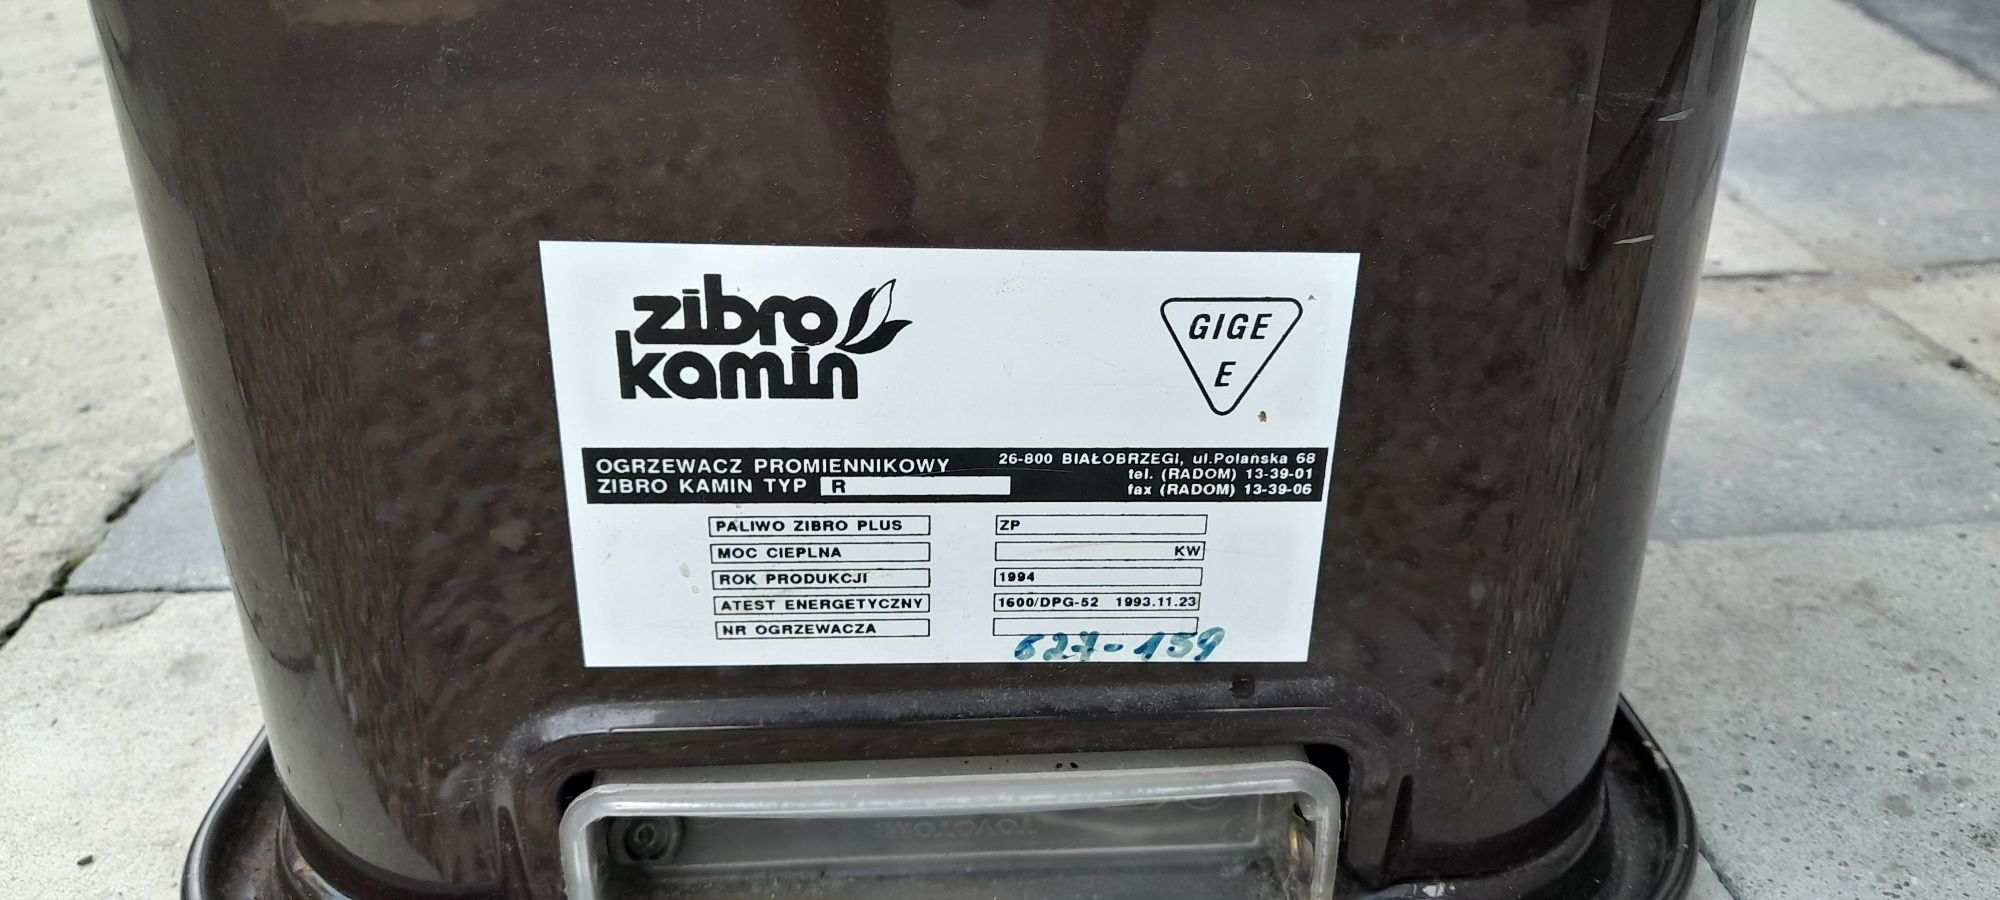 zibro
kamin
GIGE
E
OGRZEWACZ PROMIENNIKOWY
ZIBRO KAMIN TYP R
26-800 BIAŁOBRZEGI, ul.Polańska 68
tel. (RADOM) 13-39-01
fax (RADOM) 13-39-06
PALIWO ZIBRO PLUS ZP
MOC CIEPLNA KW
ROK PRODUKCJI 1994
ATEST ENERGETYCZNY 1600/DPG-52 1993.11.23
NR OGRZEWACZA
627-159
TOYOTOMI